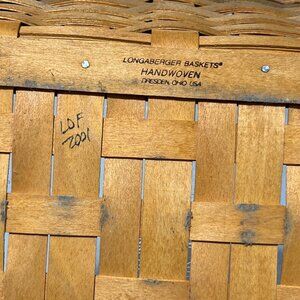 LONGABERGER BASKETS®
HANDWOVEN
DRESDEN, OHIO USA
LDF
2001